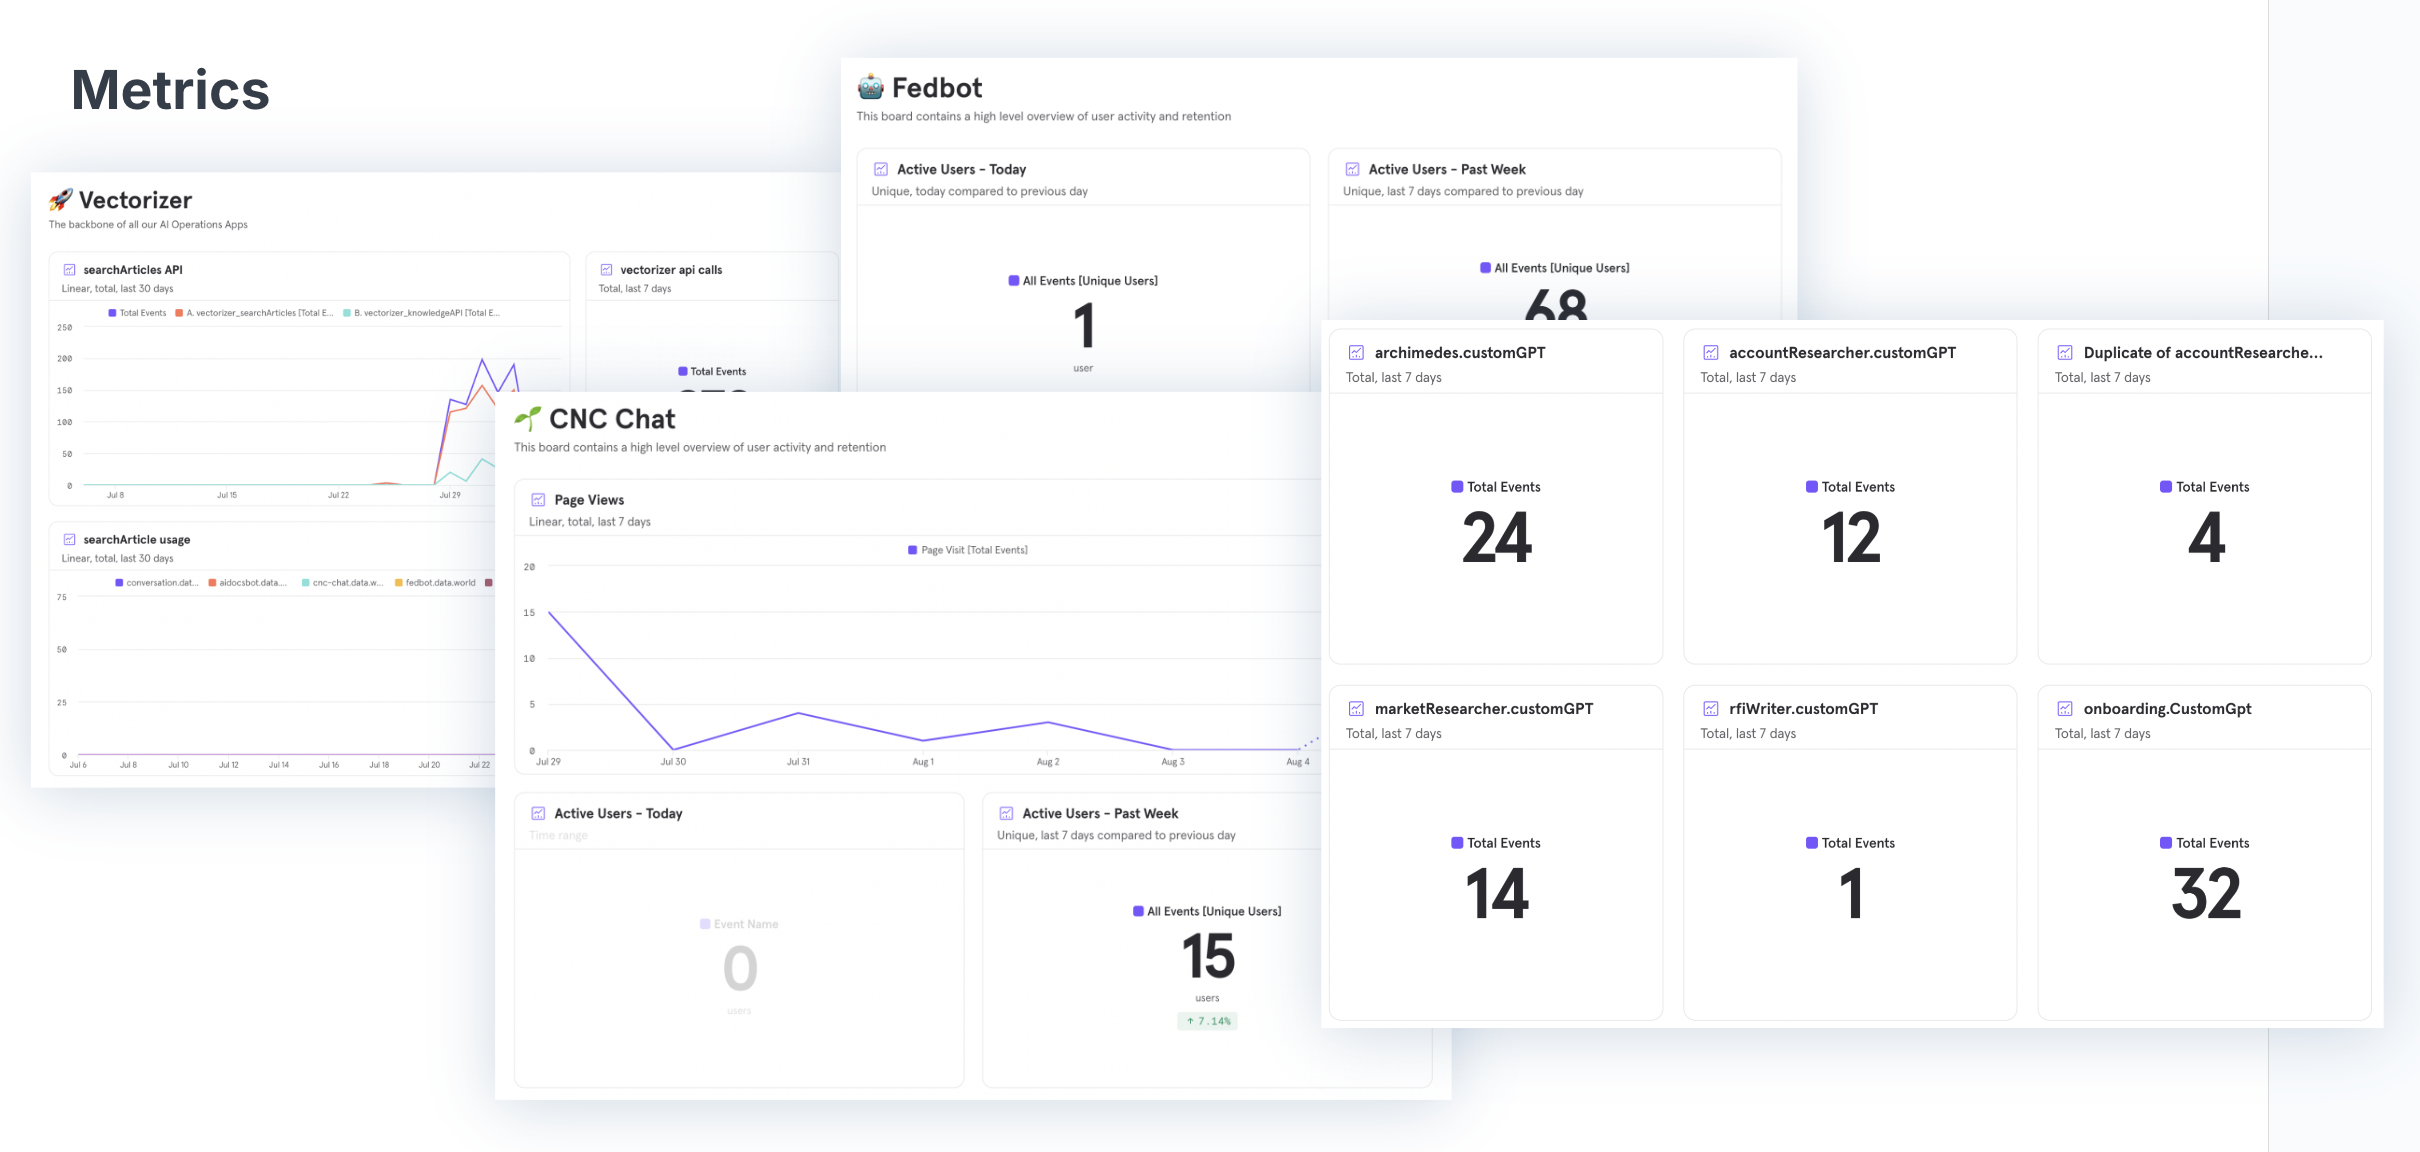 Metrics
🚀 Vectorizer
The backbone of all our AI Operations Apps
searchArticles API
Linear, total, last 30 days
Total Events A. vectorizer_searchArticles [Total E... B. vectorizer_knowledgeAPI [Total E...
250
200
150
100
50
0
Jul 8 Jul 15 Jul 22 Jul 29
vectorizer api calls
Total, last 7 days
Total Events
searchArticle usage
Linear, total, last 30 days
conversation.dat... aidocsbot.data.... cnc-chat.data.w... fedbot.data.world
75
50
25
0
Jul 6 Jul 8 Jul 10 Jul 12 Jul 14 Jul 16 Jul 18 Jul 20 Jul 22
🤖 Fedbot
This board contains a high level overview of user activity and retention
Active Users - Today
Unique, today compared to previous day
All Events [Unique Users]
1
user
Active Users - Past Week
Unique, last 7 days compared to previous day
All Events [Unique Users]
68
🌱 CNC Chat
This board contains a high level overview of user activity and retention
Page Views
Linear, total, last 7 days
Page Visit [Total Events]
20
15
10
5
0
Jul 29 Jul 30 Jul 31 Aug 1 Aug 2 Aug 3 Aug 4
Active Users - Today
Time range
Event Name
0
users
Active Users - Past Week
Unique, last 7 days compared to previous day
All Events [Unique Users]
15
users
↑ 7.14%
archimedes.customGPT
Total, last 7 days
Total Events
24
accountResearcher.customGPT
Total, last 7 days
Total Events
12
Duplicate of accountResearche...
Total, last 7 days
Total Events
4
marketResearcher.customGPT
Total, last 7 days
Total Events
14
rfiWriter.customGPT
Total, last 7 days
Total Events
1
onboarding.CustomGpt
Total, last 7 days
Total Events
32